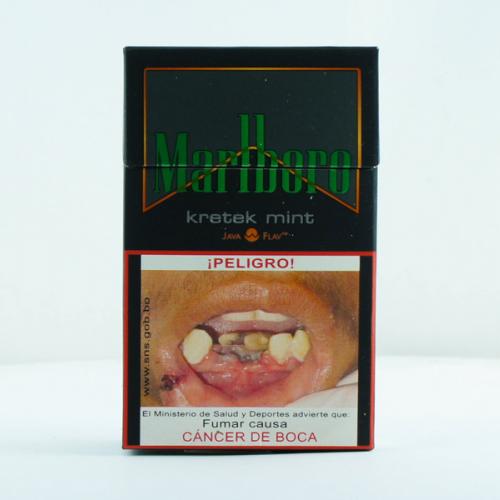 Marlboro
kretek mint
JAVA FLAV™
¡PELIGRO!
www.sns.gob.bo
El Ministerio de Salud y Deportes advierte que:
Fumar causa
CÁNCER DE BOCA